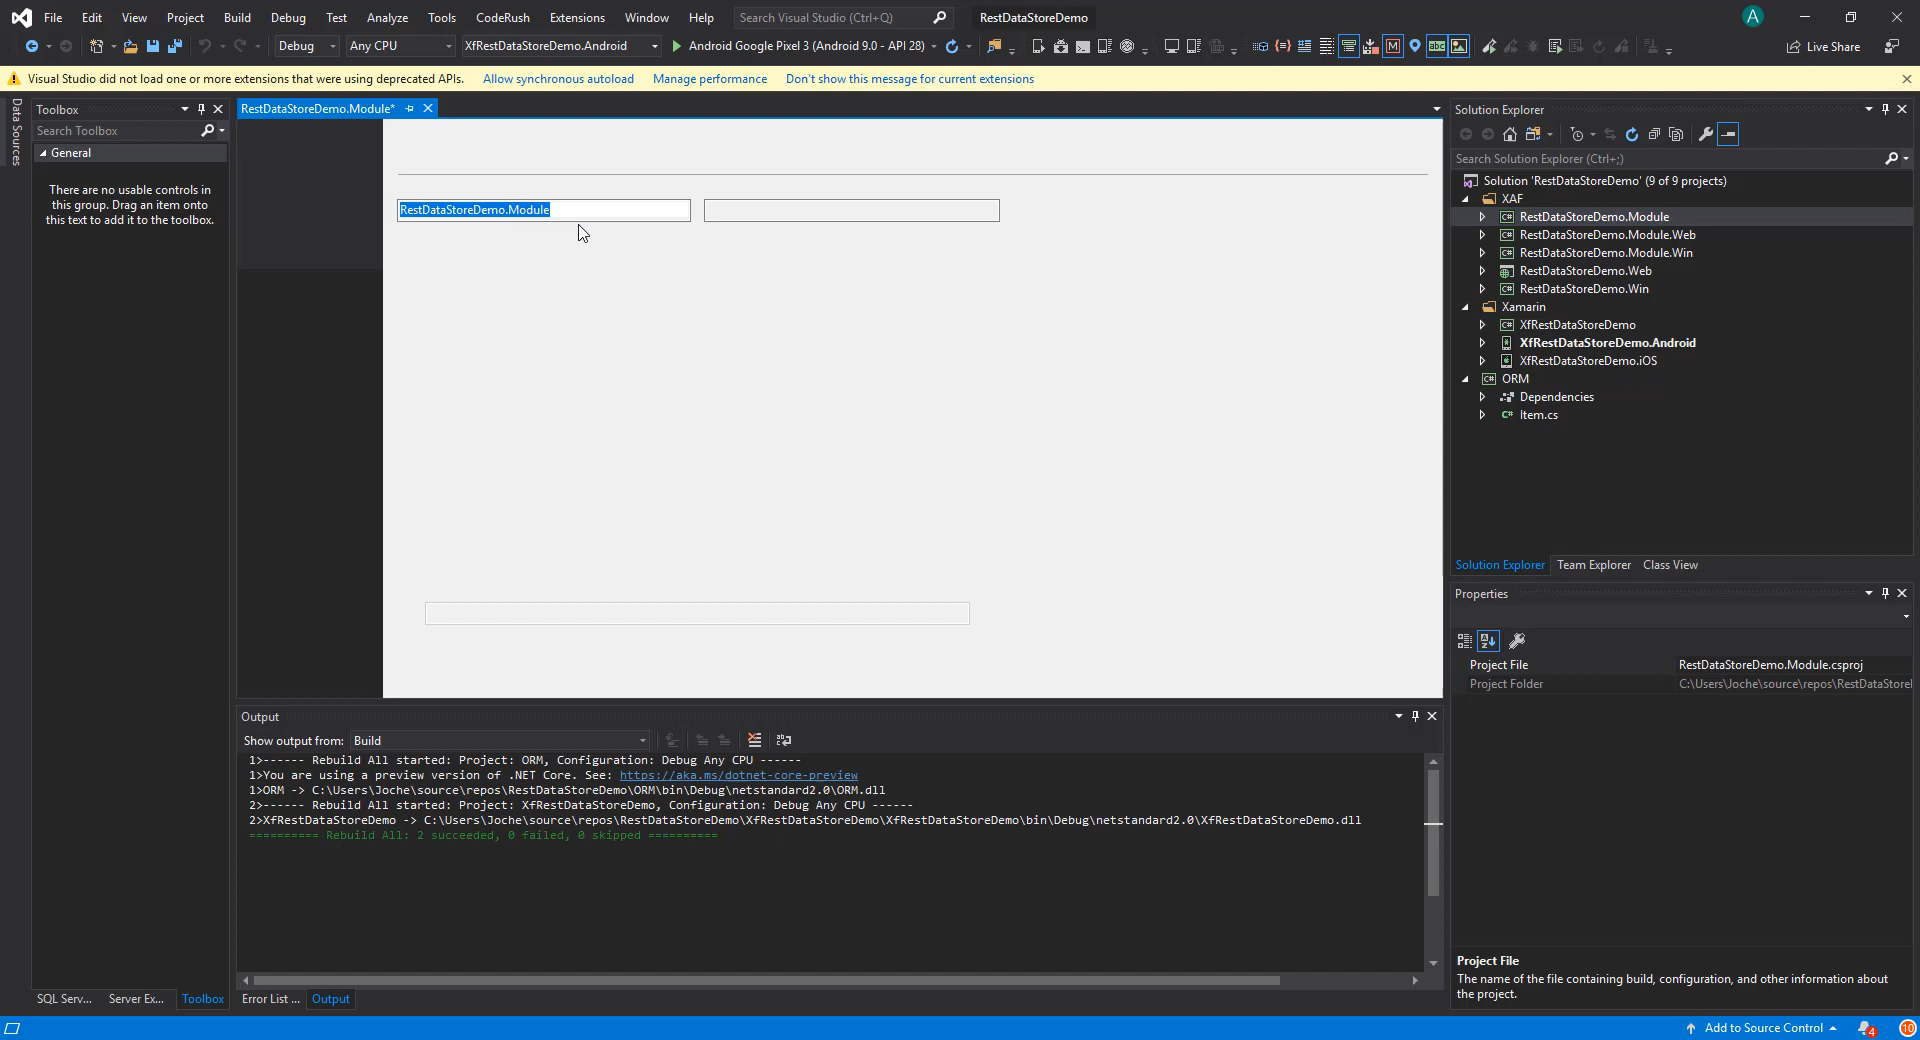 File Edit View Project Build Debug Test Analyze Tools CodeRush Extensions Window Help Search Visual Studio (Ctrl+Q) RestDataStoreDemo A
Debug Any CPU XfRestDataStoreDemo.Android Android Google Pixel 3 (Android 9.0 - API 28) Live Share
Visual Studio did not load one or more extensions that were using deprecated APIs. Allow synchronous autoload Manage performance Don't show this message for current extensions
Data Sources
Toolbox
Search Toolbox
General
There are no usable controls in
this group. Drag an item onto
this text to add it to the toolbox.
SQL Serv... Server Ex... Toolbox
RestDataStoreDemo.Module*
RestDataStoreDemo.Module
Output
Show output from: Build
1>------ Rebuild All started: Project: ORM, Configuration: Debug Any CPU ------
1>You are using a preview version of .NET Core. See: https://aka.ms/dotnet-core-preview
1>ORM -> C:\Users\Joche\source\repos\RestDataStoreDemo\ORM\bin\Debug\netstandard2.0\ORM.dll
2>------ Rebuild All started: Project: XfRestDataStoreDemo, Configuration: Debug Any CPU ------
2>XfRestDataStoreDemo -> C:\Users\Joche\source\repos\RestDataStoreDemo\XfRestDataStoreDemo\XfRestDataStoreDemo\bin\Debug\netstandard2.0\XfRestDataStoreDemo.dll
========== Rebuild All: 2 succeeded, 0 failed, 0 skipped ==========
Error List ... Output
Solution Explorer
Search Solution Explorer (Ctrl+;)
Solution 'RestDataStoreDemo' (9 of 9 projects)
XAF
RestDataStoreDemo.Module
RestDataStoreDemo.Module.Web
RestDataStoreDemo.Module.Win
RestDataStoreDemo.Web
RestDataStoreDemo.Win
Xamarin
XfRestDataStoreDemo
XfRestDataStoreDemo.Android
XfRestDataStoreDemo.iOS
ORM
Dependencies
Item.cs
Solution Explorer Team Explorer Class View
Properties
Project File RestDataStoreDemo.Module.csproj
Project Folder C:\Users\Joche\source\repos\RestDataStorel
Project File
The name of the file containing build, configuration, and other information about
the project.
Add to Source Control 4 10